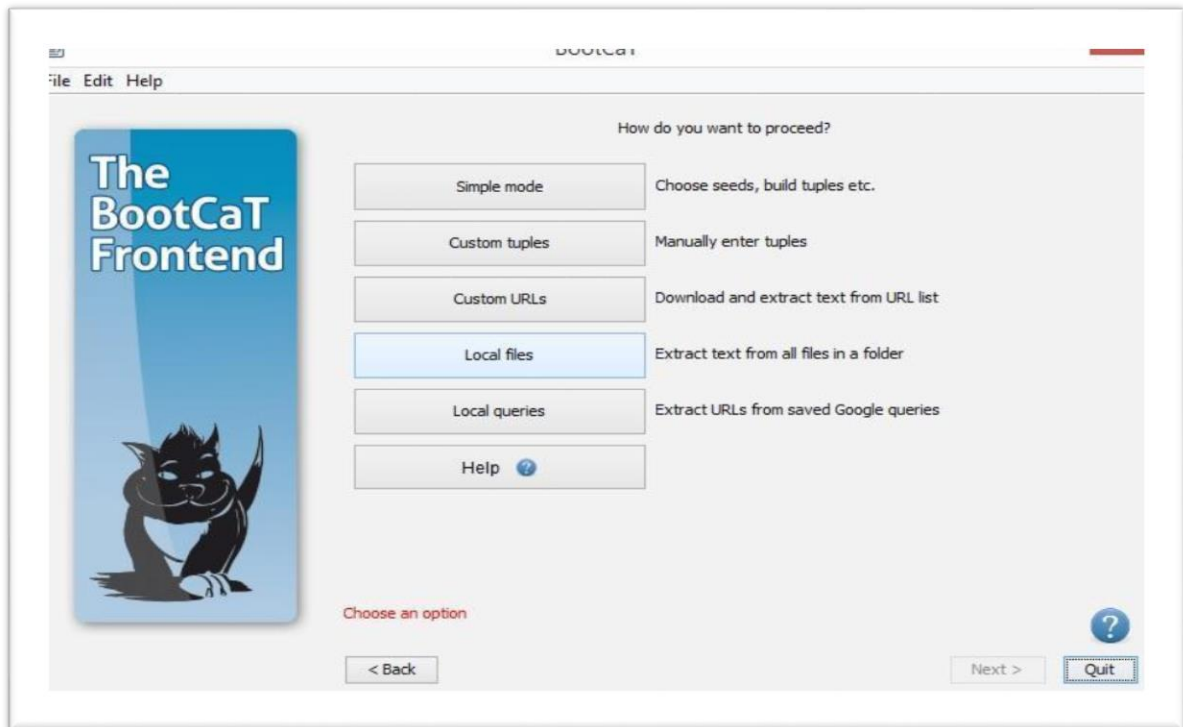 BootCaT
File Edit Help
The
BootCaT
Frontend
How do you want to proceed?
Simple mode
Choose seeds, build tuples etc.
Custom tuples
Manually enter tuples
Custom URLs
Download and extract text from URL list
Local files
Extract text from all files in a folder
Local queries
Extract URLs from saved Google queries
Help ?
Choose an option
?
< Back
Next >
Quit